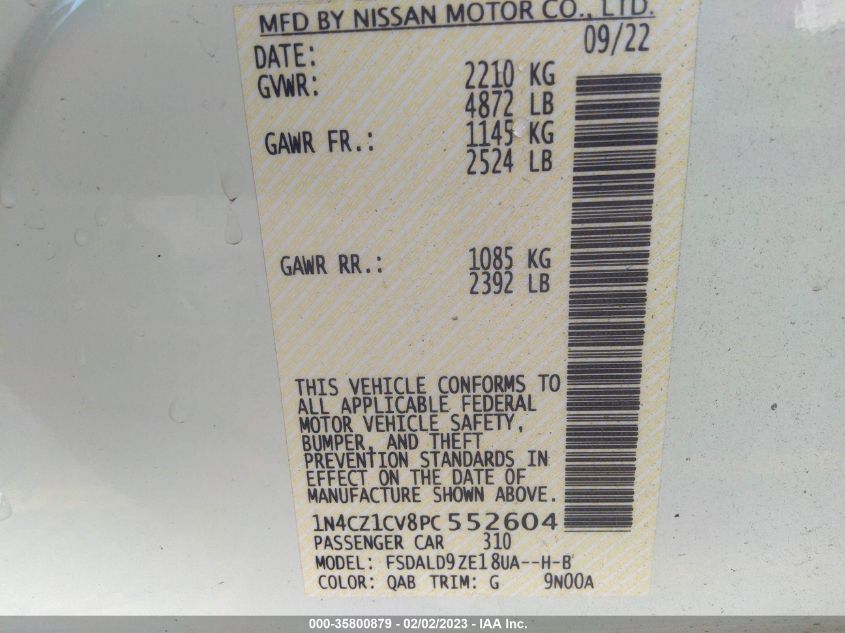 MFD BY NISSAN MOTOR CO., LTD.
DATE: 09/22
GVWR: 2210 KG
4872 LB
GAWR FR.: 1145 KG
2524 LB
GAWR RR.: 1085 KG
2392 LB
THIS VEHICLE CONFORMS TO
ALL APPLICABLE FEDERAL
MOTOR VEHICLE SAFETY,
BUMPER, AND THEFT
PREVENTION STANDARDS IN
EFFECT ON THE DATE OF
MANUFACTURE SHOWN ABOVE.
1N4CZ1CV8PC552604
PASSENGER CAR 310
MODEL: FSDALD9ZE18UA--H-B
COLOR: QAB TRIM: G 9N00A
000-35800879 - 02/02/2023 - IAA Inc.